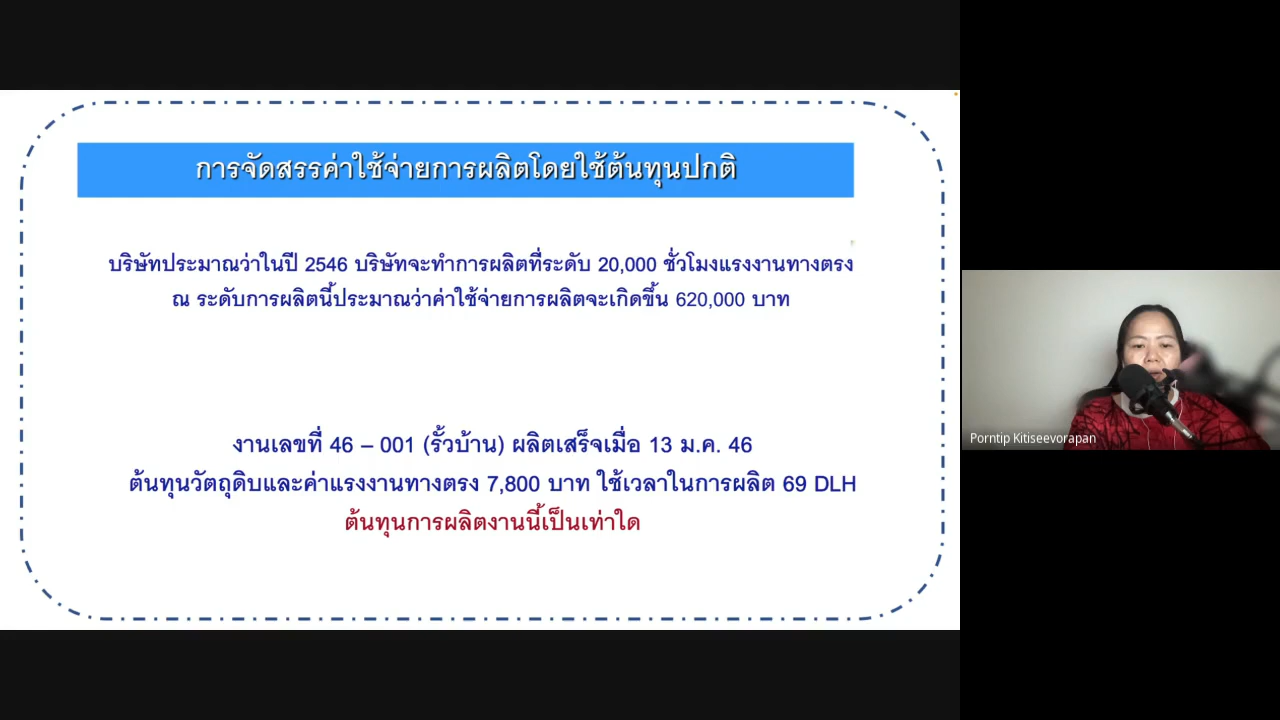 การจัดสรรค่าใช้จ่ายการผลิตโดยใช้ต้นทุนปกติ
บริษัทประมาณว่าในปี 2546 บริษัทจะทำการผลิตที่ระดับ 20,000 ชั่วโมงแรงงานทางตรง
ณ ระดับการผลิตนี้ประมาณว่าค่าใช้จ่ายการผลิตจะเกิดขึ้น 620,000 บาท
งานเลขที่ 46 – 001 (รั้วบ้าน) ผลิตเสร็จเมื่อ 13 ม.ค. 46
ต้นทุนวัตถุดิบและค่าแรงงานทางตรง 7,800 บาท ใช้เวลาในการผลิต 69 DLH
ต้นทุนการผลิตงานนี้เป็นเท่าใด
Porntip Kitiseevorapan